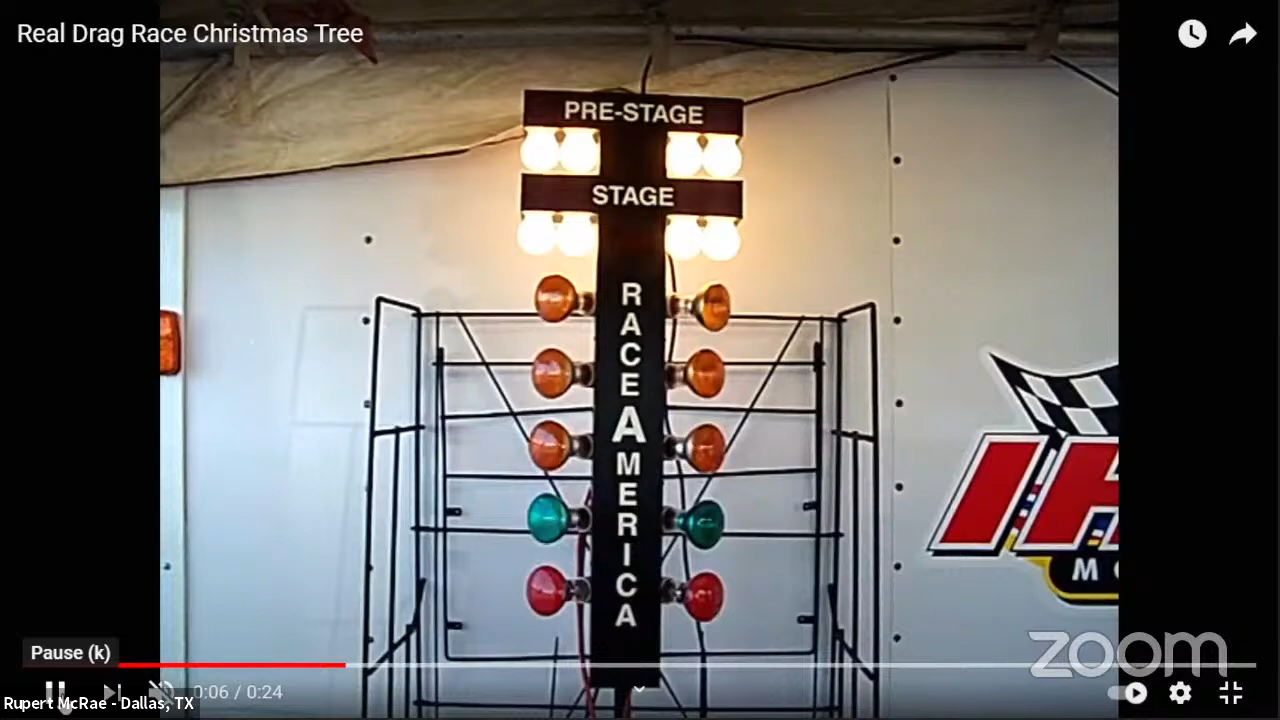 Real Drag Race Christmas Tree
PRE-STAGE
STAGE
RACE AMERICA
IH
M
zoom
Pause (k)
0:06 / 0:24
Rupert McRae - Dallas, TX